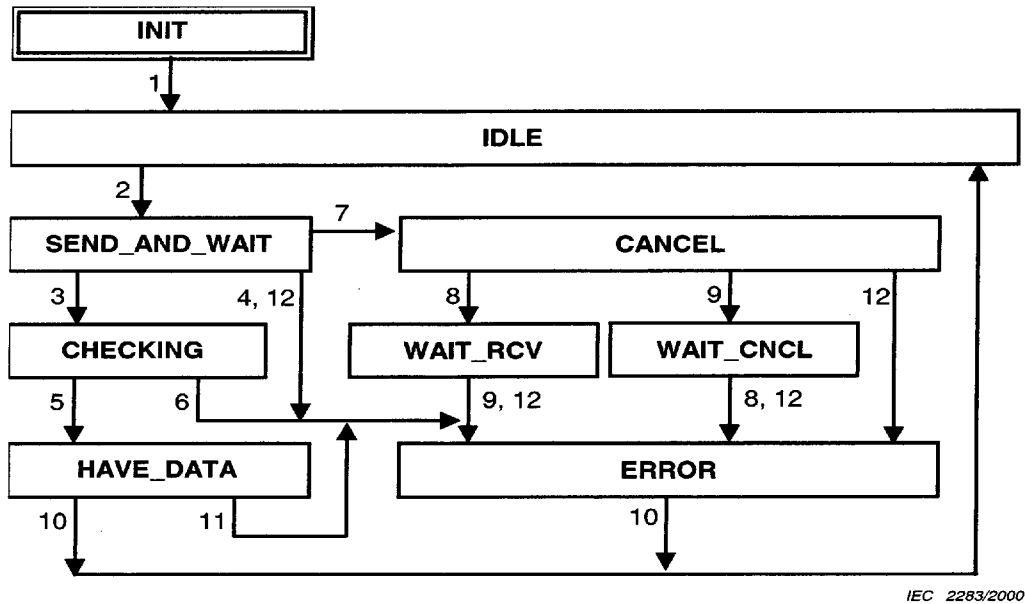 INIT
1
IDLE
2
7
SEND_AND_WAIT
CANCEL
3
4, 12
8
9
12
CHECKING
WAIT_RCV
WAIT_CNCL
5
6
9, 12
8, 12
HAVE_DATA
ERROR
10
11
10
IEC 2283/2000